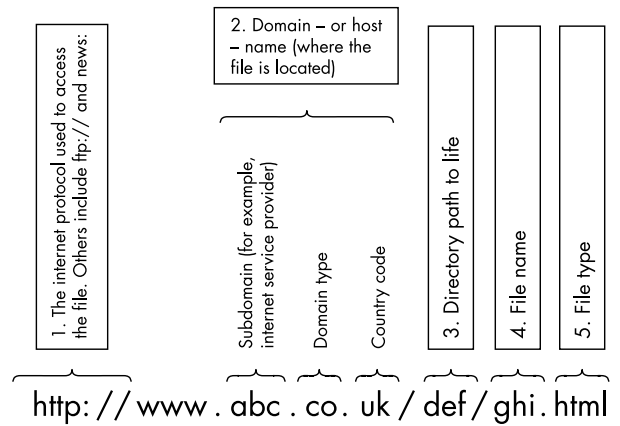 1. The internet protocol used to access
the file. Others include ftp:// and news:
2. Domain – or host
– name (where the
file is located)
Subdomain (for example,
internet service provider)
Domain type
Country code
3. Directory path to life
4. File name
5. File type
http: // www . abc . co . uk / def / ghi . html